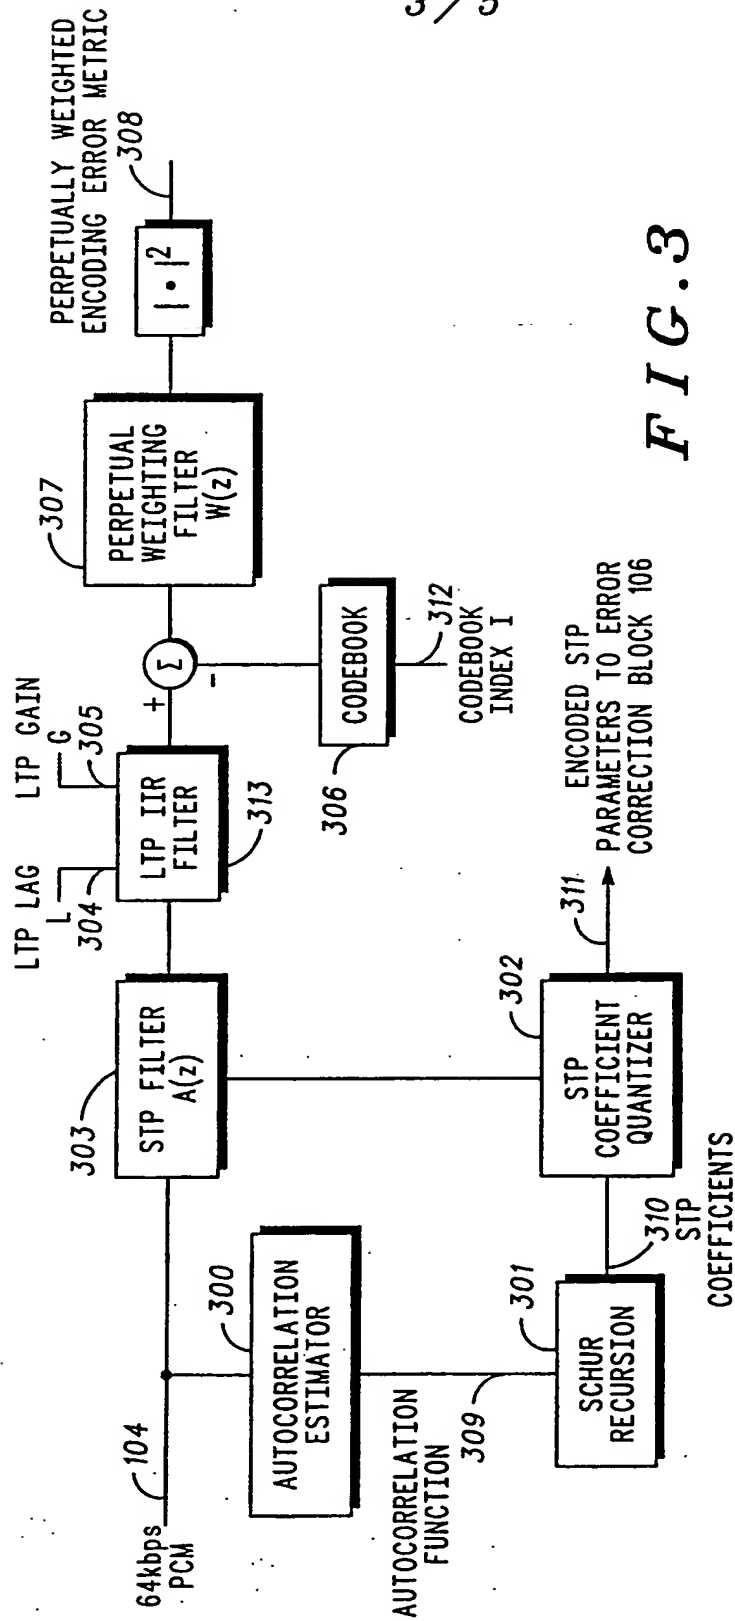 3/5
64kbps
PCM
104
AUTOCORRELATION
ESTIMATOR
300
AUTOCORRELATION
FUNCTION
309
SCHUR
RECURSION
301
310
STP
COEFFICIENTS
STP
COEFFICIENT
QUANTIZER
302
311
ENCODED STP
PARAMETERS TO ERROR
CORRECTION BLOCK 106
303
STP FILTER
A(z)
LTP LAG
L
304
LTP GAIN
G
305
LTP IIR
FILTER
313
+
Σ
-
CODEBOOK
306
312
CODEBOOK
INDEX I
307
PERPETUAL
WEIGHTING
FILTER
W(z)
|•|²
PERPETUALLY WEIGHTED
ENCODING ERROR METRIC
308
FIG.3